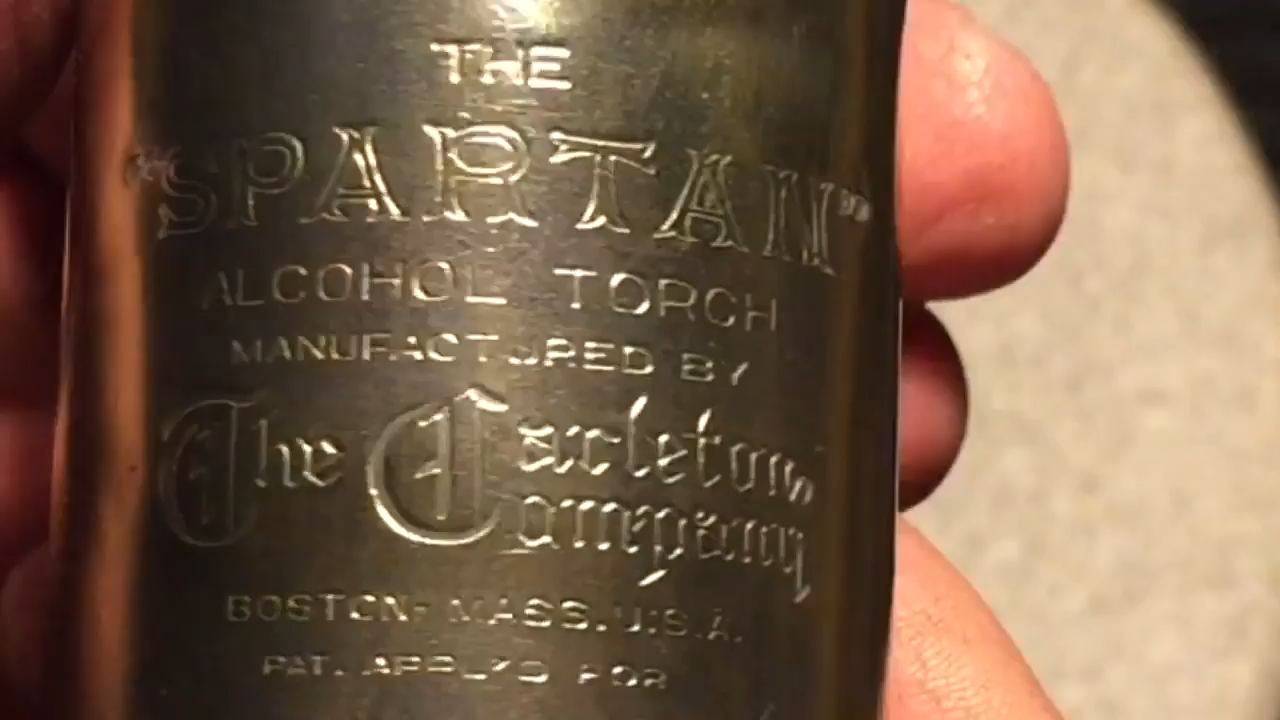 THE
"SPARTAN"
ALCOHOL TORCH
MANUFACTURED BY
The Carleton
Company
BOSTON- MASS. U.S.A.
PAT. APPL'D FOR